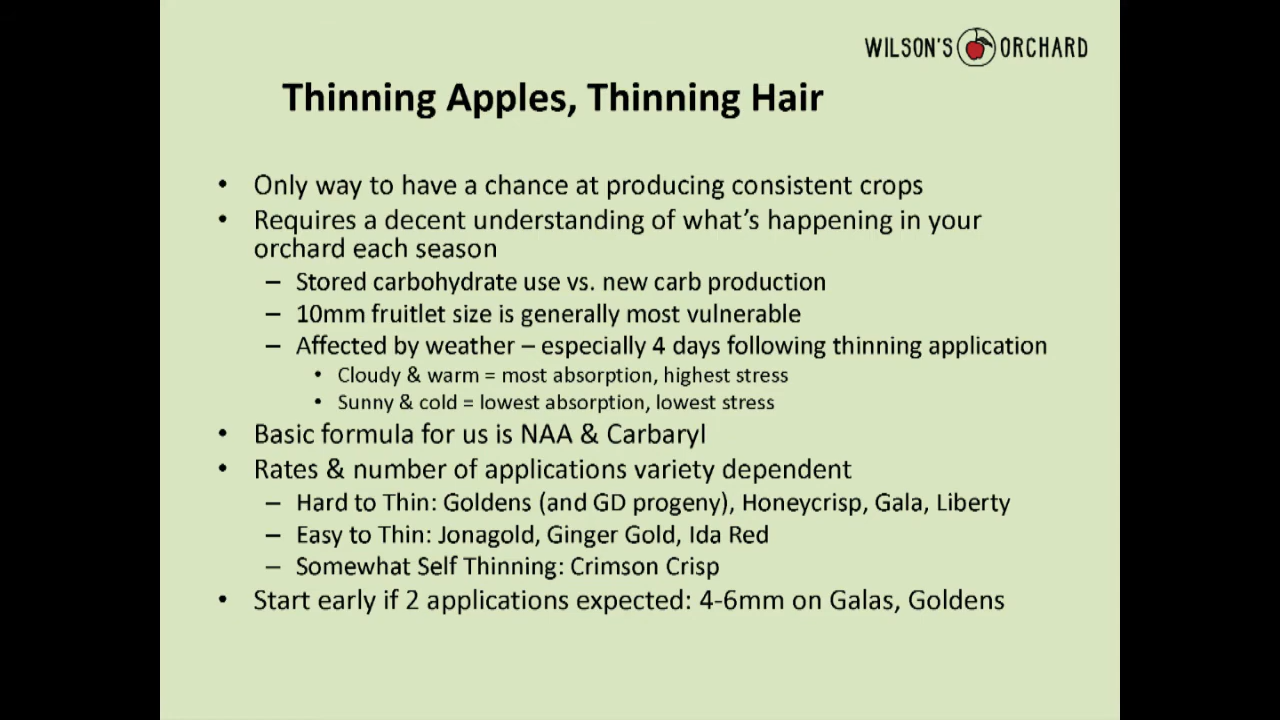 WILSON'S ORCHARD
Thinning Apples, Thinning Hair
• Only way to have a chance at producing consistent crops
• Requires a decent understanding of what's happening in your
orchard each season
– Stored carbohydrate use vs. new carb production
– 10mm fruitlet size is generally most vulnerable
– Affected by weather – especially 4 days following thinning application
• Cloudy & warm = most absorption, highest stress
• Sunny & cold = lowest absorption, lowest stress
• Basic formula for us is NAA & Carbaryl
• Rates & number of applications variety dependent
– Hard to Thin: Goldens (and GD progeny), Honeycrisp, Gala, Liberty
– Easy to Thin: Jonagold, Ginger Gold, Ida Red
– Somewhat Self Thinning: Crimson Crisp
• Start early if 2 applications expected: 4-6mm on Galas, Goldens